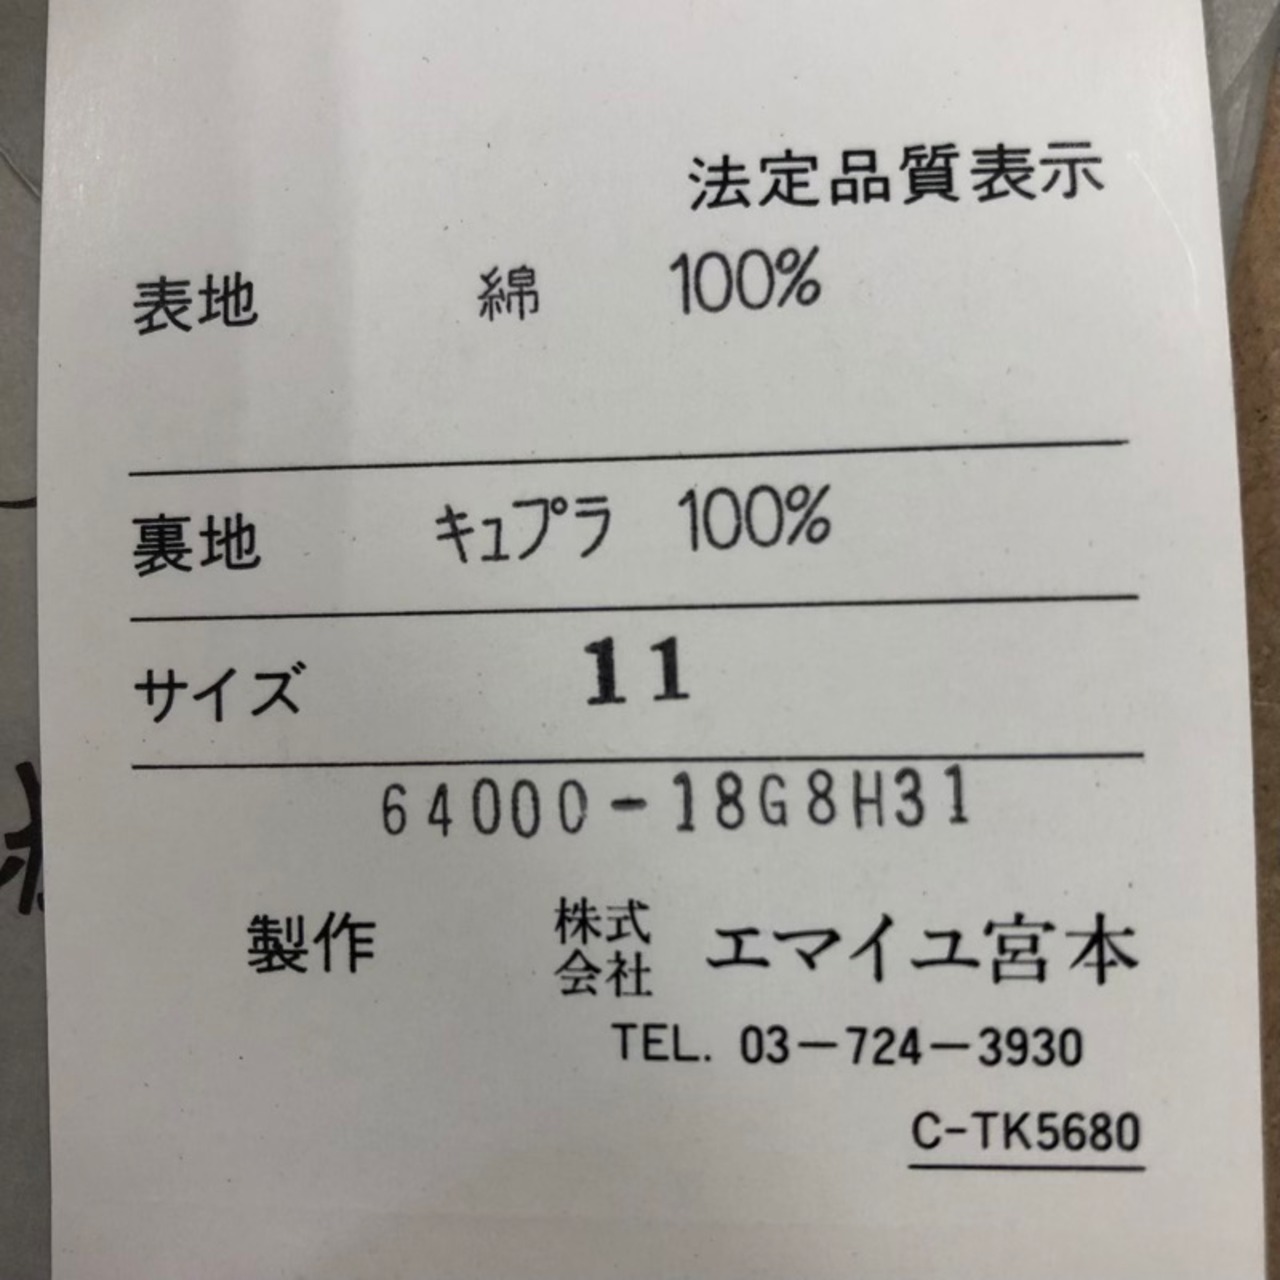 法定品質表示
表地 綿 100%
裏地 キュプラ 100%
サイズ 11
64000-18G8H31
製作 株式会社 エマイユ宮本
TEL. 03-724-3930
C-TK5680